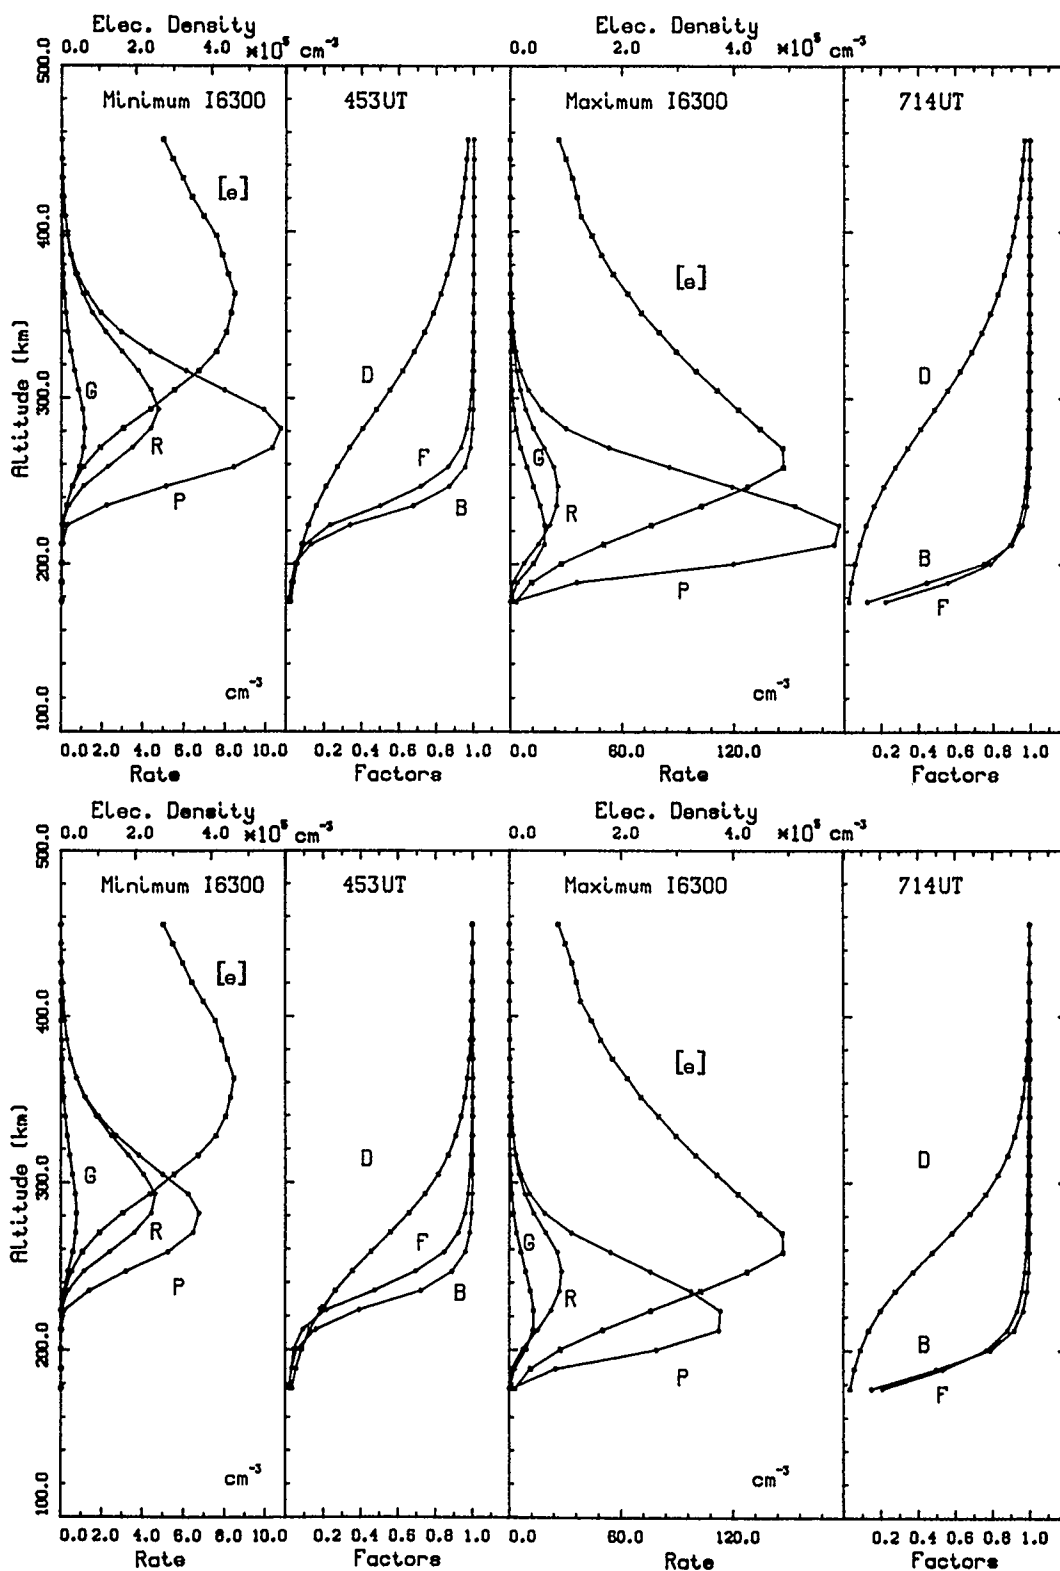 Elec. Density Elec. Density
0.0 2.0 4.0 ×10⁵ cm⁻³ 0.0 2.0 4.0 ×10⁵ cm⁻³
500.0
Minimum I6300 453UT Maximum I6300 714UT
[e]
400.0
[e]
D D
G
300.0
R F G
P B R
B
200.0
P F
cm⁻³ cm⁻³
100.0
Altitude (km)
0.0 2.0 4.0 6.0 8.0 10.0 0.2 0.4 0.6 0.8 1.0 0.0 60.0 120.0 0.2 0.4 0.6 0.8 1.0
Rate Factors Rate Factors
Elec. Density Elec. Density
0.0 2.0 4.0 ×10⁵ cm⁻³ 0.0 2.0 4.0 ×10⁵ cm⁻³
500.0
Minimum I6300 453UT Maximum I6300 714UT
[e]
400.0
[e]
D D
G
300.0
R F G
P B R
B
200.0
P F
cm⁻³ cm⁻³
100.0
Altitude (km)
0.0 2.0 4.0 6.0 8.0 10.0 0.2 0.4 0.6 0.8 1.0 0.0 60.0 120.0 0.2 0.4 0.6 0.8 1.0
Rate Factors Rate Factors